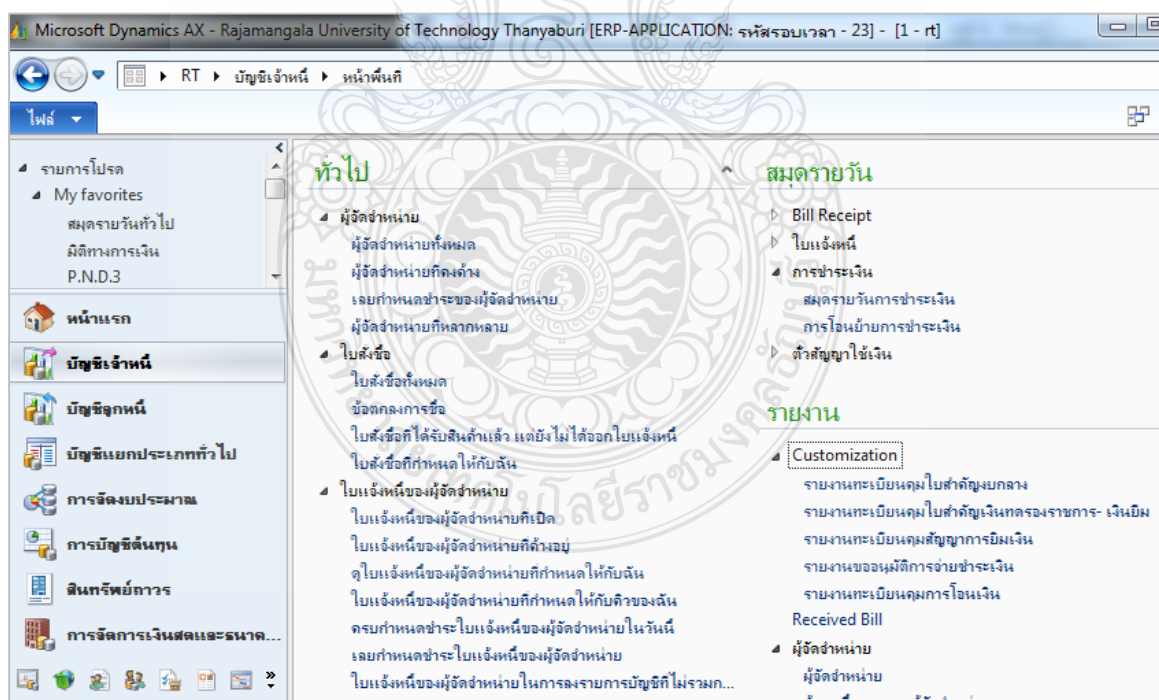 Microsoft Dynamics AX - Rajamangala University of Technology Thanyaburi [ERP-APPLICATION: รหัสรอบเวลา - 23] - [1 - rt]
RT บัญชีเจ้าหนี้ หน้าพื้นที่
ไฟล์
รายการโปรด
My favorites
สมุดรายวันทั่วไป
มิติทางการเงิน
P.N.D.3
หน้าแรก
บัญชีเจ้าหนี้
บัญชีลูกหนี้
บัญชีแยกประเภททั่วไป
การจัดงบประมาณ
การบัญชีต้นทุน
สินทรัพย์ถาวร
การจัดการเงินสดและธนาค...
ทั่วไป
ผู้จัดจำหน่าย
ผู้จัดจำหน่ายทั้งหมด
ผู้จัดจำหน่ายที่คงค้าง
เลยกำหนดชำระของผู้จัดจำหน่าย
ผู้จัดจำหน่ายที่หลากหลาย
ใบสั่งซื้อ
ใบสั่งซื้อทั้งหมด
ข้อตกลงการซื้อ
ใบสั่งซื้อที่ได้รับสินค้าแล้ว แต่ยังไม่ได้ออกใบแจ้งหนี้
ใบสั่งซื้อที่กำหนดให้กับฉัน
ใบแจ้งหนี้ของผู้จัดจำหน่าย
ใบแจ้งหนี้ของผู้จัดจำหน่ายที่เปิด
ใบแจ้งหนี้ของผู้จัดจำหน่ายที่ค้างอยู่
ดูใบแจ้งหนี้ของผู้จัดจำหน่ายที่กำหนดให้กับฉัน
ใบแจ้งหนี้ของผู้จัดจำหน่ายที่กำหนดให้กับคิวของฉัน
ครบกำหนดชำระใบแจ้งหนี้ของผู้จัดจำหน่ายในวันนี้
เลยกำหนดชำระใบแจ้งหนี้ของผู้จัดจำหน่าย
ใบแจ้งหนี้ของผู้จัดจำหน่ายในการลงรายการบัญชีที่ไม่รวมก...
สมุดรายวัน
Bill Receipt
ใบแจ้งหนี้
การชำระเงิน
สมุดรายวันการชำระเงิน
การโอนย้ายการชำระเงิน
ตั๋วสัญญาใช้เงิน
รายงาน
Customization
รายงานทะเบียนคุมใบสำคัญงบกลาง
รายงานทะเบียนคุมใบสำคัญเงินทดรองราชการ- เงินยืม
รายงานทะเบียนคุมสัญญาการยืมเงิน
รายงานขออนุมัติการจ่ายชำระเงิน
รายงานทะเบียนคุมการโอนเงิน
Received Bill
ผู้จัดจำหน่าย
ผู้จัดจำหน่าย